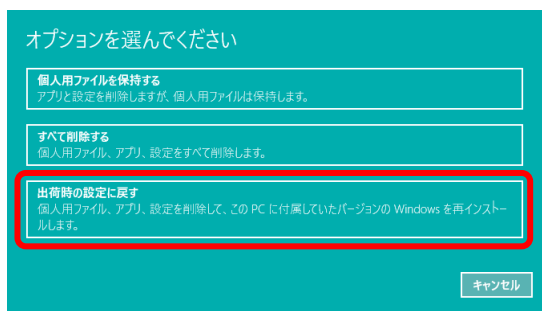 オプションを選んでください
個人用ファイルを保持する
アプリと設定を削除しますが、個人用ファイルは保持します。
すべて削除する
個人用ファイル、アプリ、設定をすべて削除します。
出荷時の設定に戻す
個人用ファイル、アプリ、設定を削除して、この PC に付属していたバージョンの Windows を再インストー
ルします。
キャンセル